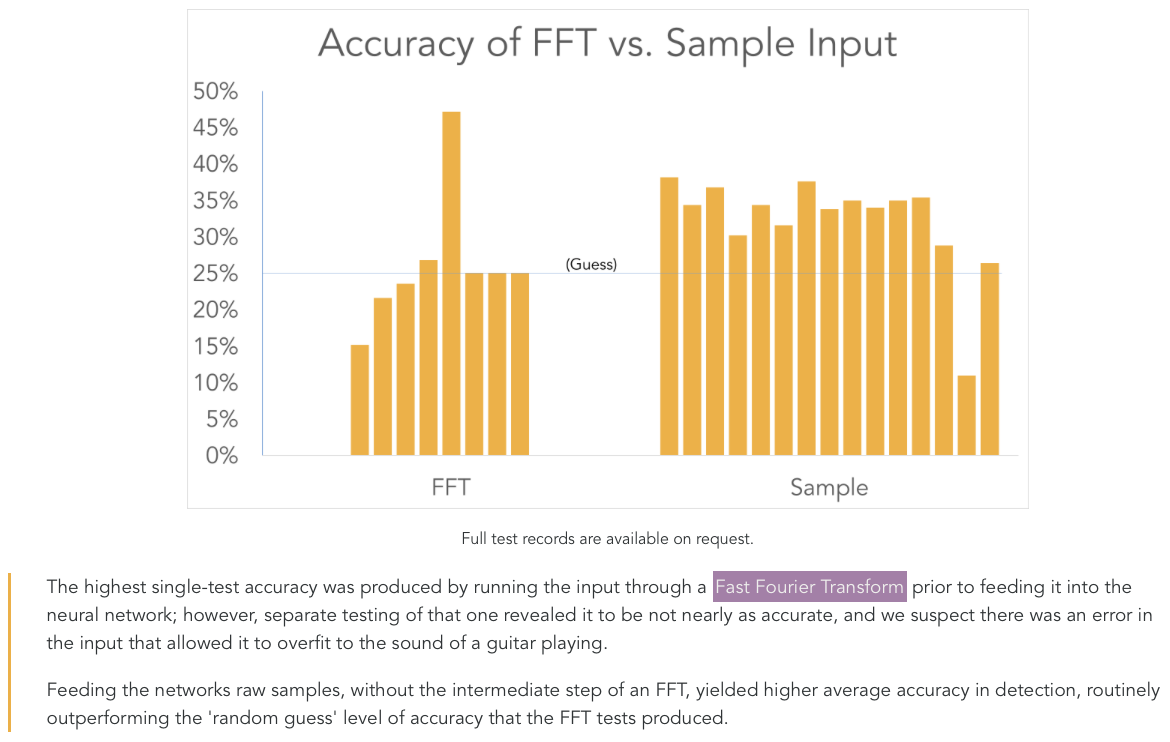 Accuracy of FFT vs. Sample Input
50%
45%
40%
35%
30%
25%
20%
15%
10%
5%
0%
(Guess)
FFT
Sample
Full test records are available on request.
The highest single-test accuracy was produced by running the input through a Fast Fourier Transform prior to feeding it into the
neural network; however, separate testing of that one revealed it to be not nearly as accurate, and we suspect there was an error in
the input that allowed it to overfit to the sound of a guitar playing.
Feeding the networks raw samples, without the intermediate step of an FFT, yielded higher average accuracy in detection, routinely
outperforming the 'random guess' level of accuracy that the FFT tests produced.